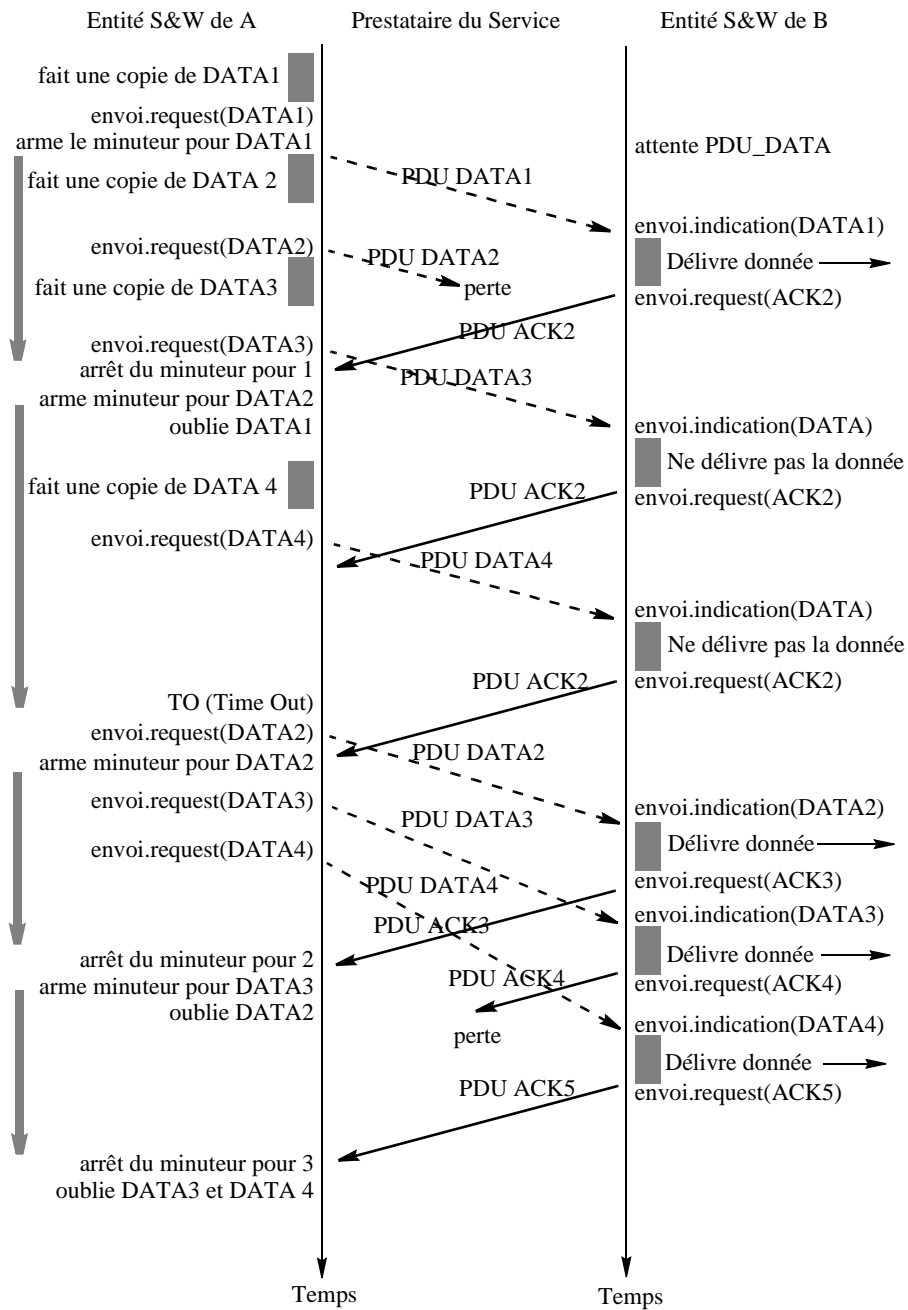 Entité S&W de A
Prestataire du Service
Entité S&W de B
fait une copie de DATA1
envoi.request(DATA1)
arme le minuteur pour DATA1
attente PDU_DATA
PDU DATA1
fait une copie de DATA 2
envoi.indication(DATA1)
envoi.request(DATA2)
PDU DATA2
Délivre donnée
fait une copie de DATA3
perte
envoi.request(ACK2)
PDU ACK2
envoi.request(DATA3)
arrêt du minuteur pour 1
PDU DATA3
arme minuteur pour DATA2
oublie DATA1
envoi.indication(DATA)
Ne délivre pas la donnée
fait une copie de DATA 4
PDU ACK2
envoi.request(ACK2)
envoi.request(DATA4)
PDU DATA4
envoi.indication(DATA)
Ne délivre pas la donnée
PDU ACK2
envoi.request(ACK2)
TO (Time Out)
envoi.request(DATA2)
PDU DATA2
arme minuteur pour DATA2
envoi.request(DATA3)
envoi.indication(DATA2)
PDU DATA3
envoi.request(DATA4)
Délivre donnée
PDU DATA4
envoi.request(ACK3)
PDU ACK3
envoi.indication(DATA3)
arrêt du minuteur pour 2
Délivre donnée
PDU ACK4
arme minuteur pour DATA3
envoi.request(ACK4)
oublie DATA2
perte
envoi.indication(DATA4)
Délivre donnée
PDU ACK5
envoi.request(ACK5)
arrêt du minuteur pour 3
oublie DATA3 et DATA 4
Temps
Temps